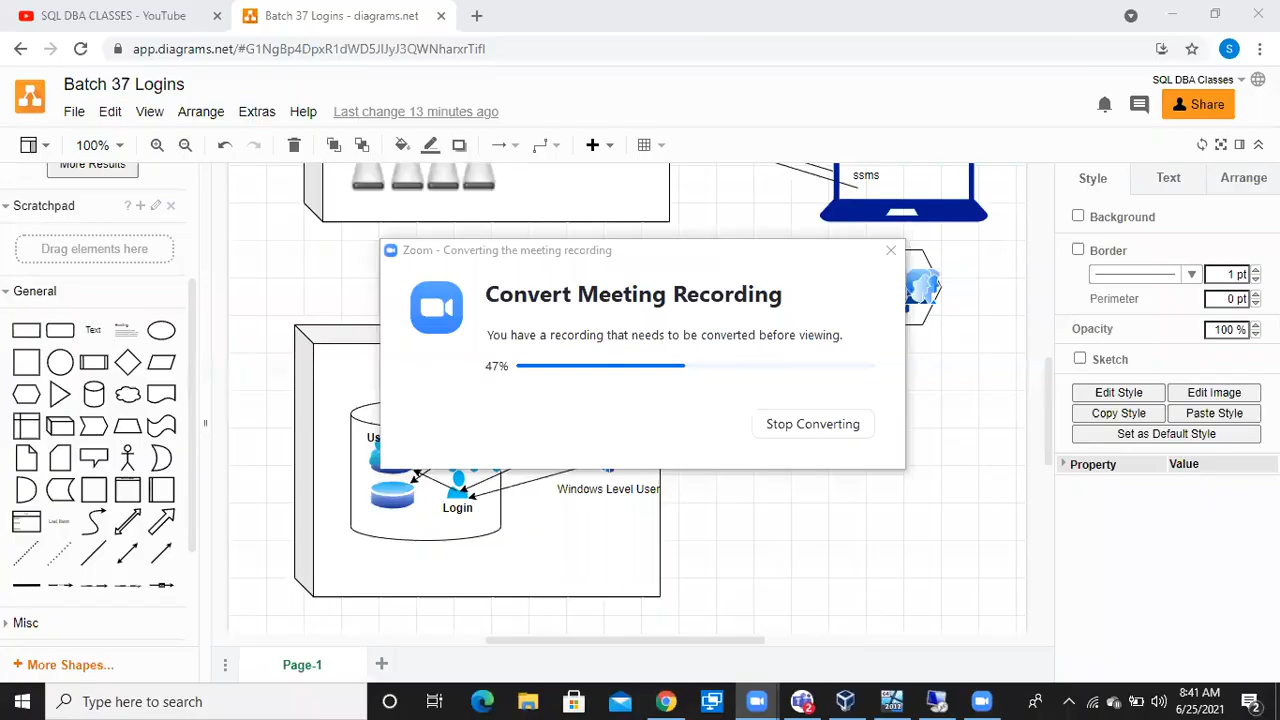 SQL DBA CLASSES - YouTube
Batch 37 Logins - diagrams.net
app.diagrams.net/#G1NgBp4DpxR1dWD5JIJyJ3QWNharxrTifI
S
Batch 37 Logins
SQL DBA Classes
File Edit View Arrange Extras Help Last change 13 minutes ago
Share
100%
More Results
ssms
Style Text Arrange
Scratchpad
Drag elements here
General
Text
Background
Border
1 pt
Perimeter 0 pt
Opacity 100 %
Sketch
Edit Style Edit Image
Copy Style Paste Style
Set as Default Style
Property Value
Zoom - Converting the meeting recording
Convert Meeting Recording
You have a recording that needs to be converted before viewing.
47%
Stop Converting
Us
Windows Level User
Login
Misc
+ More Shapes...
Page-1
Type here to search
2
2012
8:41 AM
6/25/2021
2